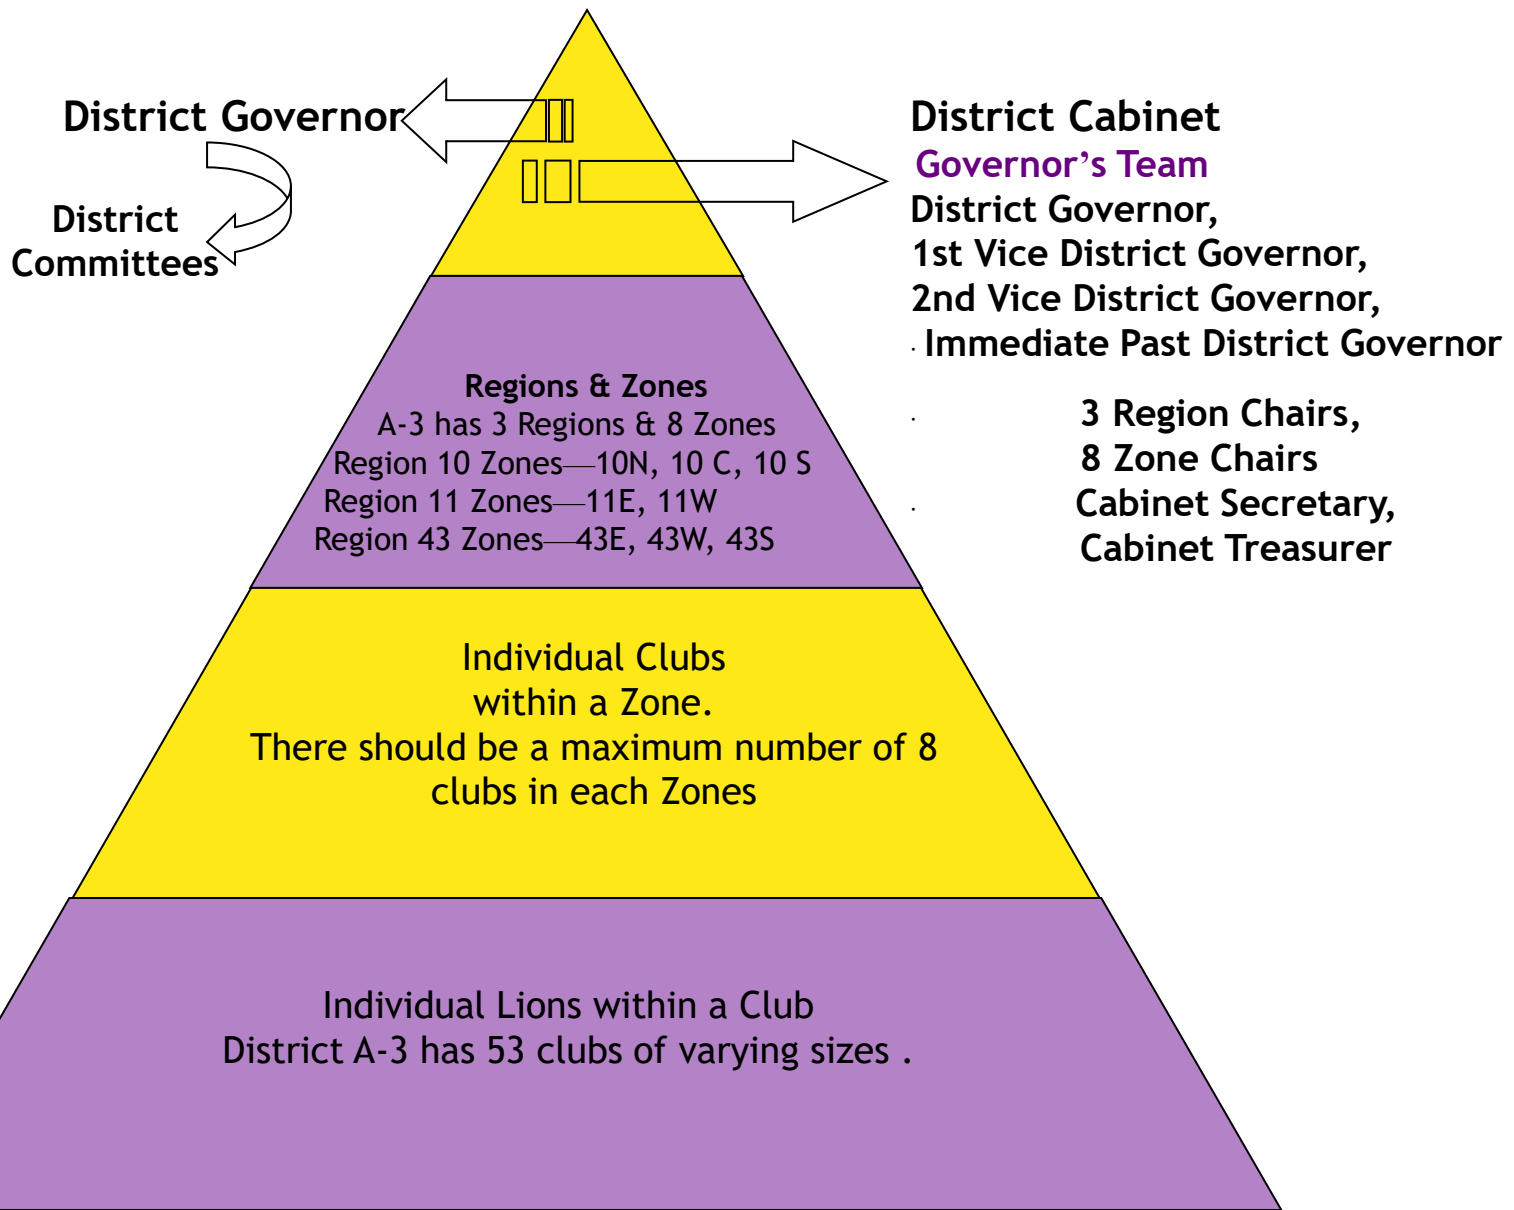 District Governor
District
Committees
District Cabinet
Governor’s Team
District Governor,
1st Vice District Governor,
2nd Vice District Governor,
· Immediate Past District Governor
· 3 Region Chairs,
8 Zone Chairs
· Cabinet Secretary,
Cabinet Treasurer
Regions & Zones
A-3 has 3 Regions & 8 Zones
Region 10 Zones—10N, 10 C, 10 S
Region 11 Zones—11E, 11W
Region 43 Zones—43E, 43W, 43S
Individual Clubs
within a Zone.
There should be a maximum number of 8
clubs in each Zones
Individual Lions within a Club
District A-3 has 53 clubs of varying sizes .